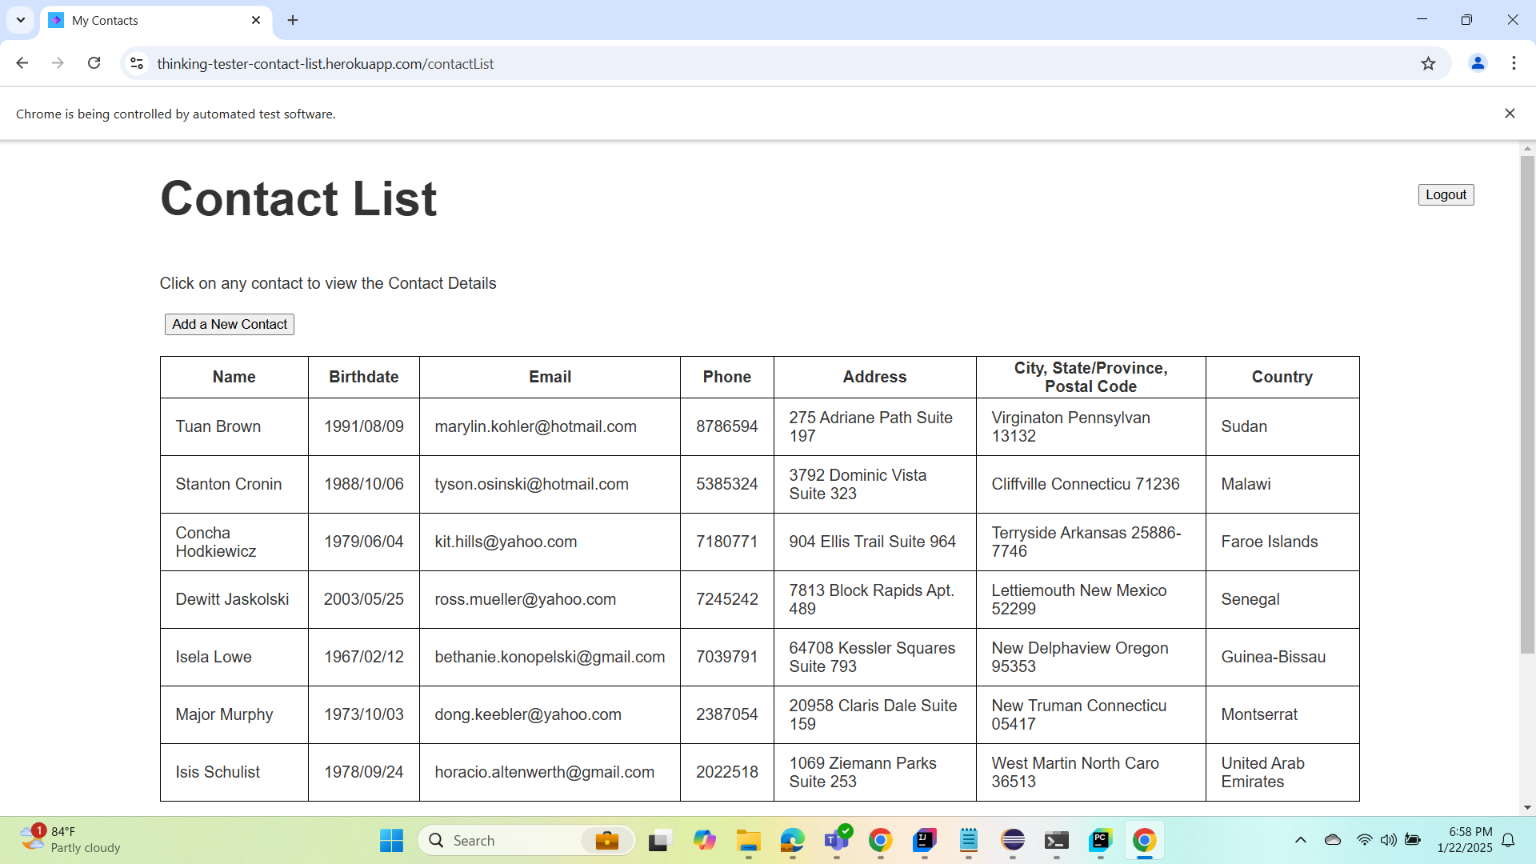 My Contacts
thinking-tester-contact-list.herokuapp.com/contactList
Chrome is being controlled by automated test software.
Contact List
Logout
Click on any contact to view the Contact Details
Add a New Contact
Name Birthdate Email Phone Address City, State/Province, Postal Code Country
Tuan Brown 1991/08/09 marylin.kohler@hotmail.com 8786594 275 Adriane Path Suite 197 Virginaton Pennsylvan 13132 Sudan
Stanton Cronin 1988/10/06 tyson.osinski@hotmail.com 5385324 3792 Dominic Vista Suite 323 Cliffville Connecticu 71236 Malawi
Concha Hodkiewicz 1979/06/04 kit.hills@yahoo.com 7180771 904 Ellis Trail Suite 964 Terryside Arkansas 25886-7746 Faroe Islands
Dewitt Jaskolski 2003/05/25 ross.mueller@yahoo.com 7245242 7813 Block Rapids Apt. 489 Lettiemouth New Mexico 52299 Senegal
Isela Lowe 1967/02/12 bethanie.konopelski@gmail.com 7039791 64708 Kessler Squares Suite 793 New Delphaview Oregon 95353 Guinea-Bissau
Major Murphy 1973/10/03 dong.keebler@yahoo.com 2387054 20958 Claris Dale Suite 159 New Truman Connecticu 05417 Montserrat
Isis Schulist 1978/09/24 horacio.altenwerth@gmail.com 2022518 1069 Ziemann Parks Suite 253 West Martin North Caro 36513 United Arab Emirates
1
84°F
Partly cloudy
Search
6:58 PM
1/22/2025